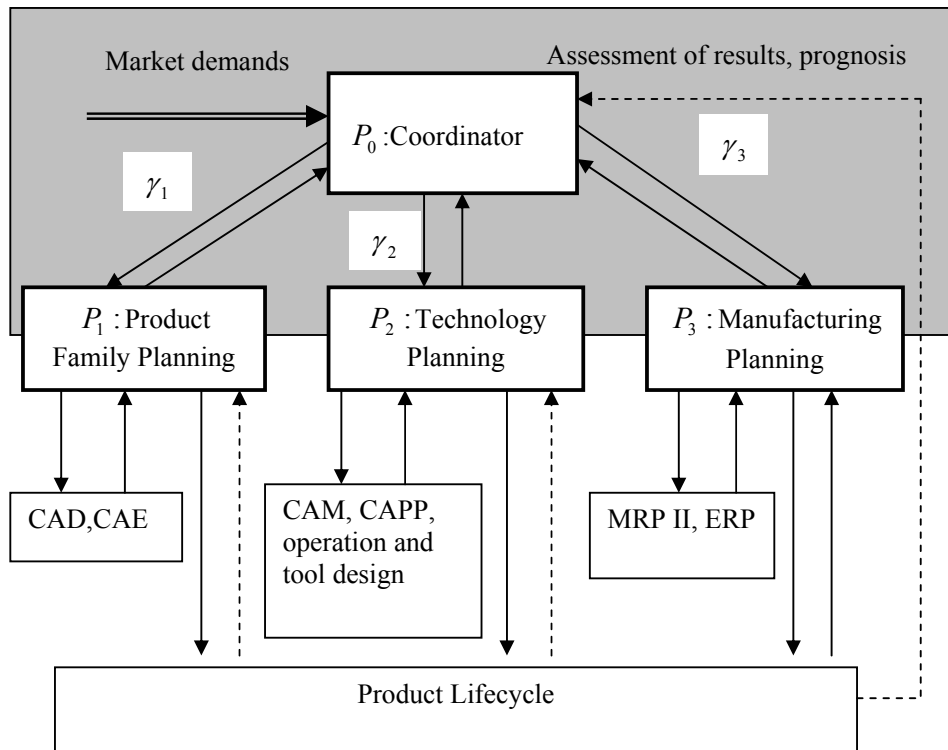 Market demands
Assessment of results, prognosis
P₀ :Coordinator
γ₁
γ₂
γ₃
P₁ : Product
Family Planning
P₂ : Technology
Planning
P₃ : Manufacturing
Planning
CAD,CAE
CAM, CAPP,
operation and
tool design
MRP II, ERP
Product Lifecycle